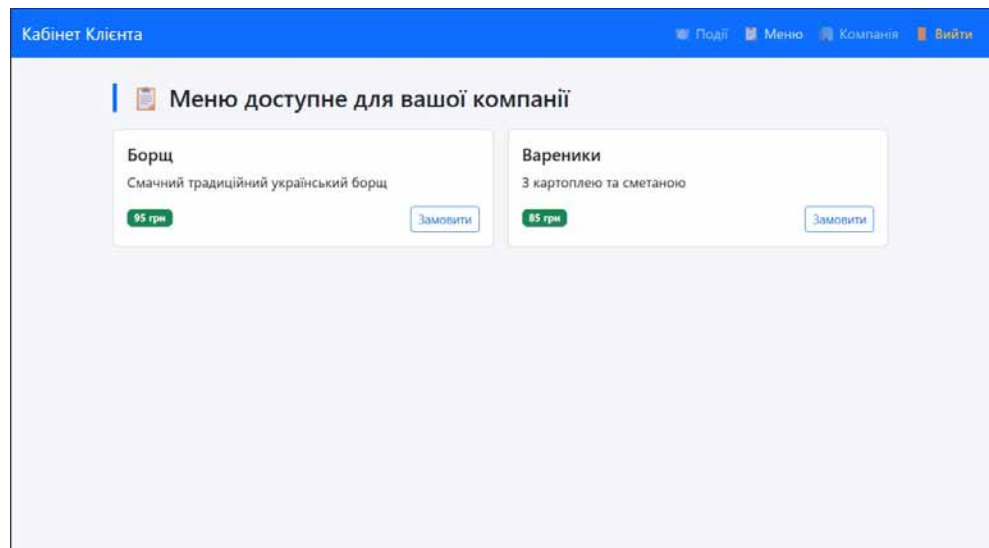 Кабінет Клієнта
Події Меню Компанія Вийти
Меню доступне для вашої компанії
Борщ
Смачний традиційний український борщ
95 грн Замовити
Вареники
З картоплею та сметаною
85 грн Замовити